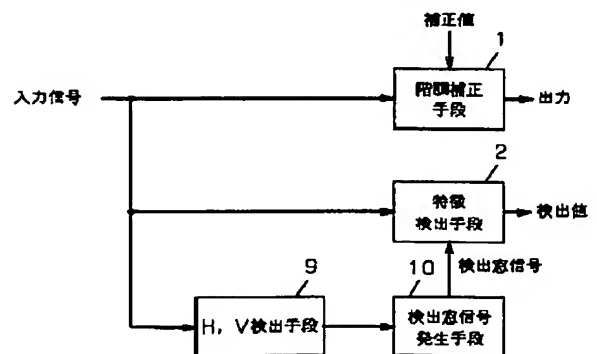 補正値
1
入力信号
階調補正
手段
出力
2
特徴
検出手段
検出値
9
10
検出窓信号
H, V検出手段
検出窓信号
発生手段